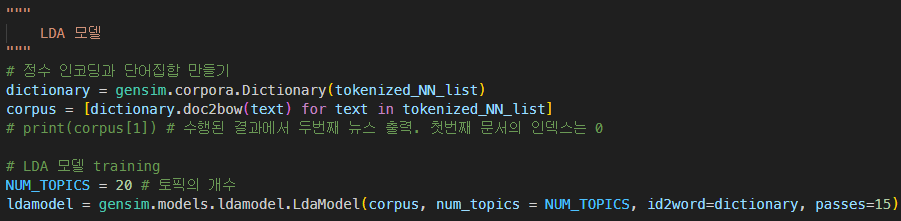 """
    LDA 모델
"""
# 정수 인코딩과 단어집합 만들기
dictionary = gensim.corpora.Dictionary(tokenized_NN_list)
corpus = [dictionary.doc2bow(text) for text in tokenized_NN_list]
# print(corpus[1]) # 수행된 결과에서 두번째 뉴스 출력. 첫번째 문서의 인덱스는 0
# LDA 모델 training
NUM_TOPICS = 20 # 토픽의 개수
ldamodel = gensim.models.ldamodel.LdaModel(corpus, num_topics = NUM_TOPICS, id2word=dictionary, passes=15)